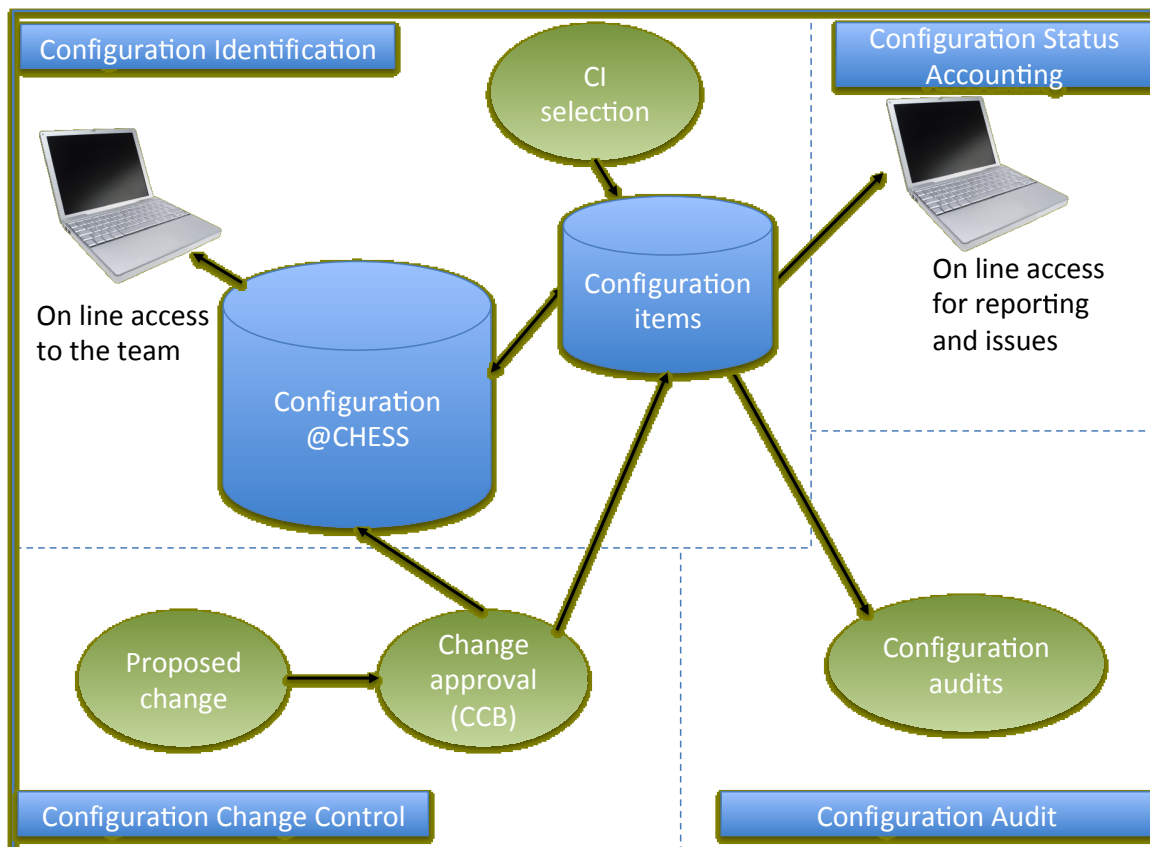 Configuration Identification
CI
selection
Configuration Status
Accounting
On line access
to the team
Configuration
@CHESS
Configuration
items
On line access
for reporting
and issues
Proposed
change
Change
approval
(CCB)
Configuration
audits
Configuration Change Control
Configuration Audit